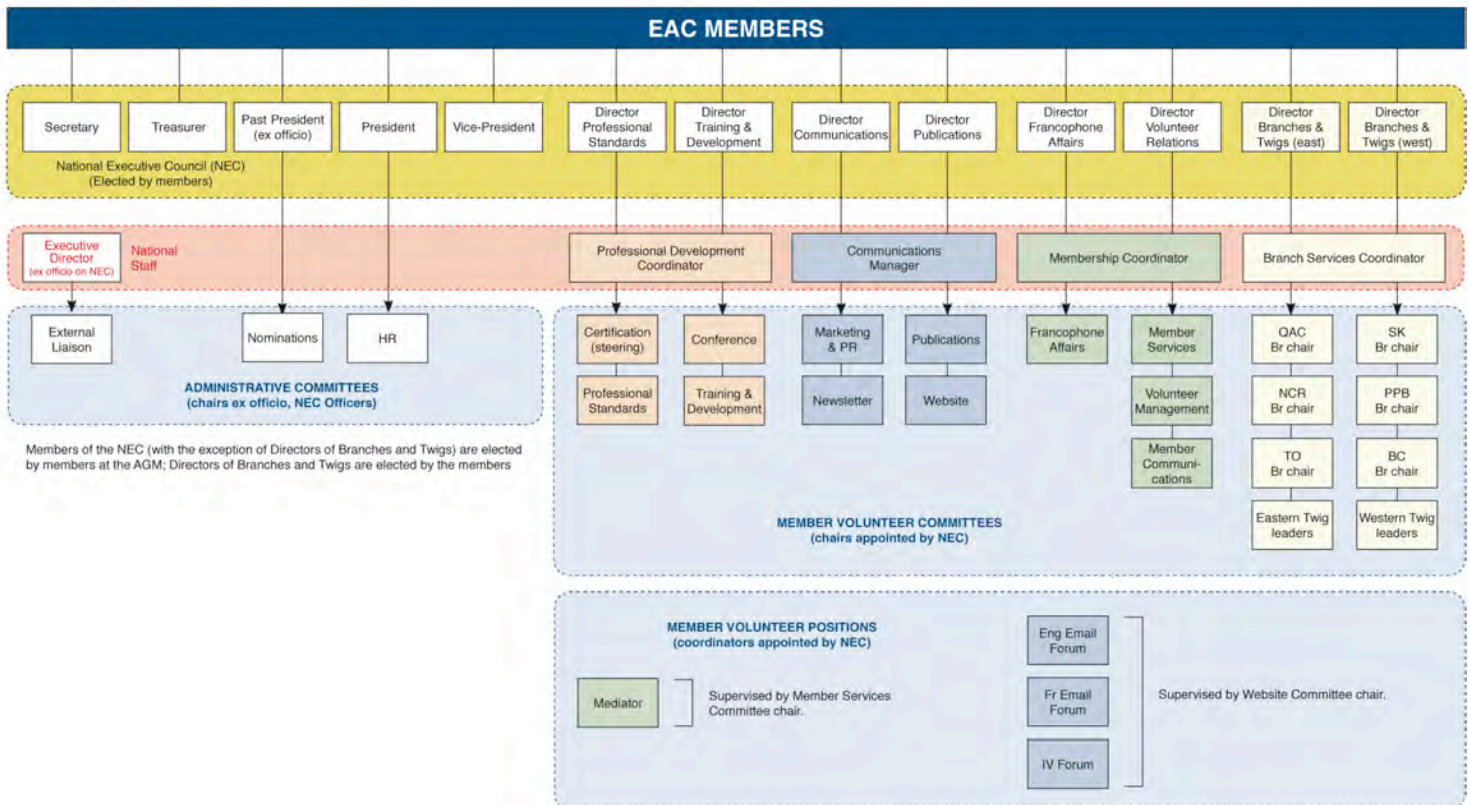 EAC MEMBERS
Secretary
Treasurer
Past President
(ex officio)
President
Vice-President
Director
Professional
Standards
Director
Training &
Development
Director
Communications
Director
Publications
Director
Francophone
Affairs
Director
Volunteer
Relations
Director
Branches &
Twigs (east)
Director
Branches &
Twigs (west)
National Executive Council (NEC)
(Elected by members)
Executive
Director
(ex officio on NEC)
National
Staff
Professional Development
Coordinator
Communications
Manager
Membership Coordinator
Branch Services Coordinator
External
Liaison
Nominations
HR
ADMINISTRATIVE COMMITTEES
(chairs ex officio, NEC Officers)
Members of the NEC (with the exception of Directors of Branches and Twigs) are elected
by members at the AGM; Directors of Branches and Twigs are elected by the members
Certification
(steering)
Conference
Marketing
& PR
Publications
Francophone
Affairs
Member
Services
QAC
Br chair
SK
Br chair
Professional
Standards
Training &
Development
Newsletter
Website
Volunteer
Management
NCR
Br chair
PPB
Br chair
Member
Communi-
cations
TO
Br chair
BC
Br chair
Eastern Twig
leaders
Western Twig
leaders
MEMBER VOLUNTEER COMMITTEES
(chairs appointed by NEC)
MEMBER VOLUNTEER POSITIONS
(coordinators appointed by NEC)
Mediator
Supervised by Member Services
Committee chair.
Eng Email
Forum
Fr Email
Forum
IV Forum
Supervised by Website Committee chair.